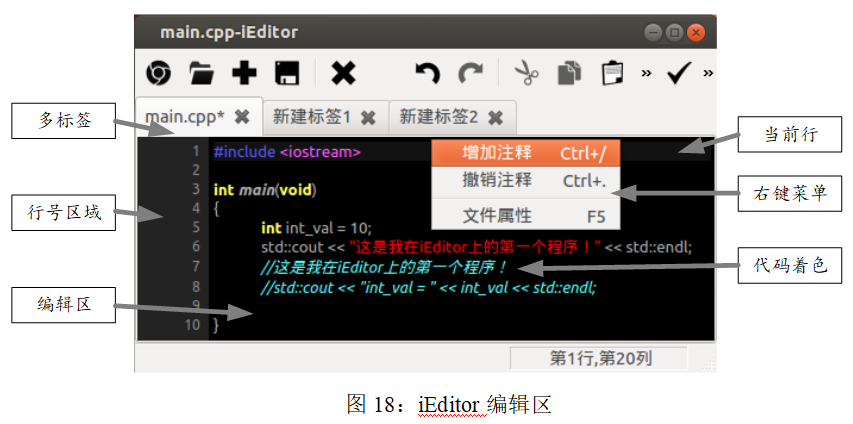 main.cpp-iEditor
» »
main.cpp* 新建标签1 新建标签2
多标签
当前行
1 #include <iostream>
增加注释 Ctrl+/
2
撤销注释 Ctrl+.
右键菜单
3 int main(void)
行号区域
4 {
文件属性 F5
5 int int_val = 10;
6 std::cout << "这是我在iEditor上的第一个程序！" << std::endl;
7 //这是我在iEditor上的第一个程序！
代码着色
8 //std::cout << "int_val = " << int_val << std::endl;
编辑区
9
10 }
第1行,第20列
图 18：iEditor 编辑区